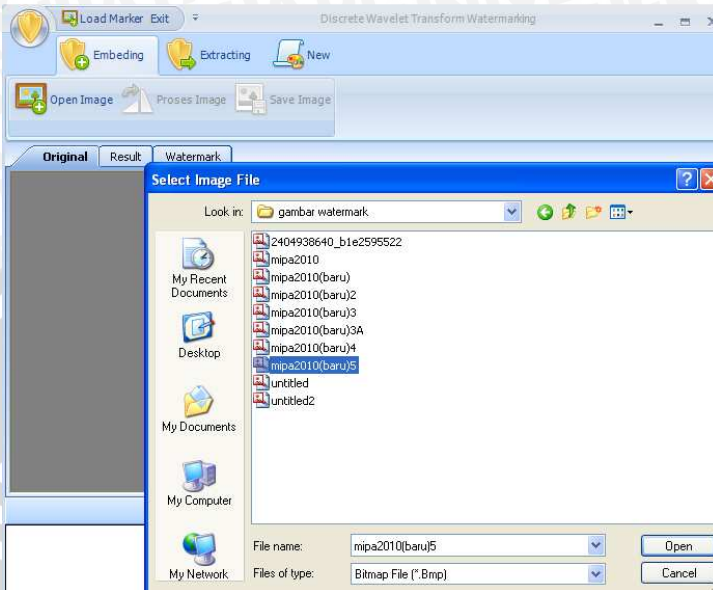 Load Marker Exit
Discrete Wavelet Transform Watermarking
Embeding Extracting New
Open Image Proses Image Save Image
Original Result Watermark
Select Image File
Look in: gambar watermark
My Recent Documents
Desktop
My Documents
My Computer
My Network
2404938640_b1e2595522
mipa2010
mipa2010(baru)
mipa2010(baru)2
mipa2010(baru)3
mipa2010(baru)3A
mipa2010(baru)4
mipa2010(baru)5
untitled
untitled2
File name: mipa2010(baru)5 Open
Files of type: Bitmap File (*.Bmp) Cancel